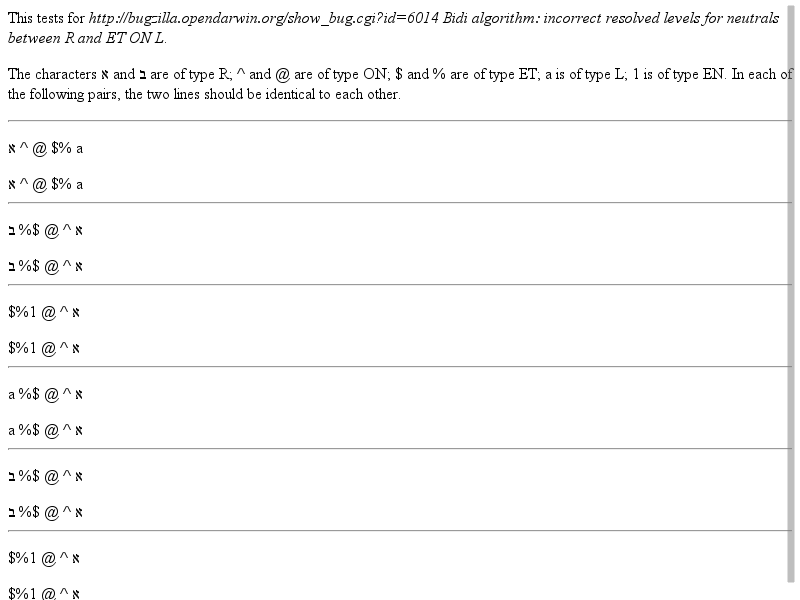 This tests for http://bugzilla.opendarwin.org/show_bug.cgi?id=6014 Bidi algorithm: incorrect resolved levels for neutrals
between R and ET ON L.
The characters א and ב are of type R; ^ and @ are of type ON; $ and % are of type ET; a is of type L; 1 is of type EN. In each of
the following pairs, the two lines should be identical to each other.
א ^ @ $% a
א ^ @ $% a
א ^ @ $% ב
א ^ @ $% ב
א ^ @ $%1
א ^ @ $%1
א ^ @ $% a
א ^ @ $% a
א ^ @ $% ב
א ^ @ $% ב
א ^ @ $%1
א ^ @ $%1